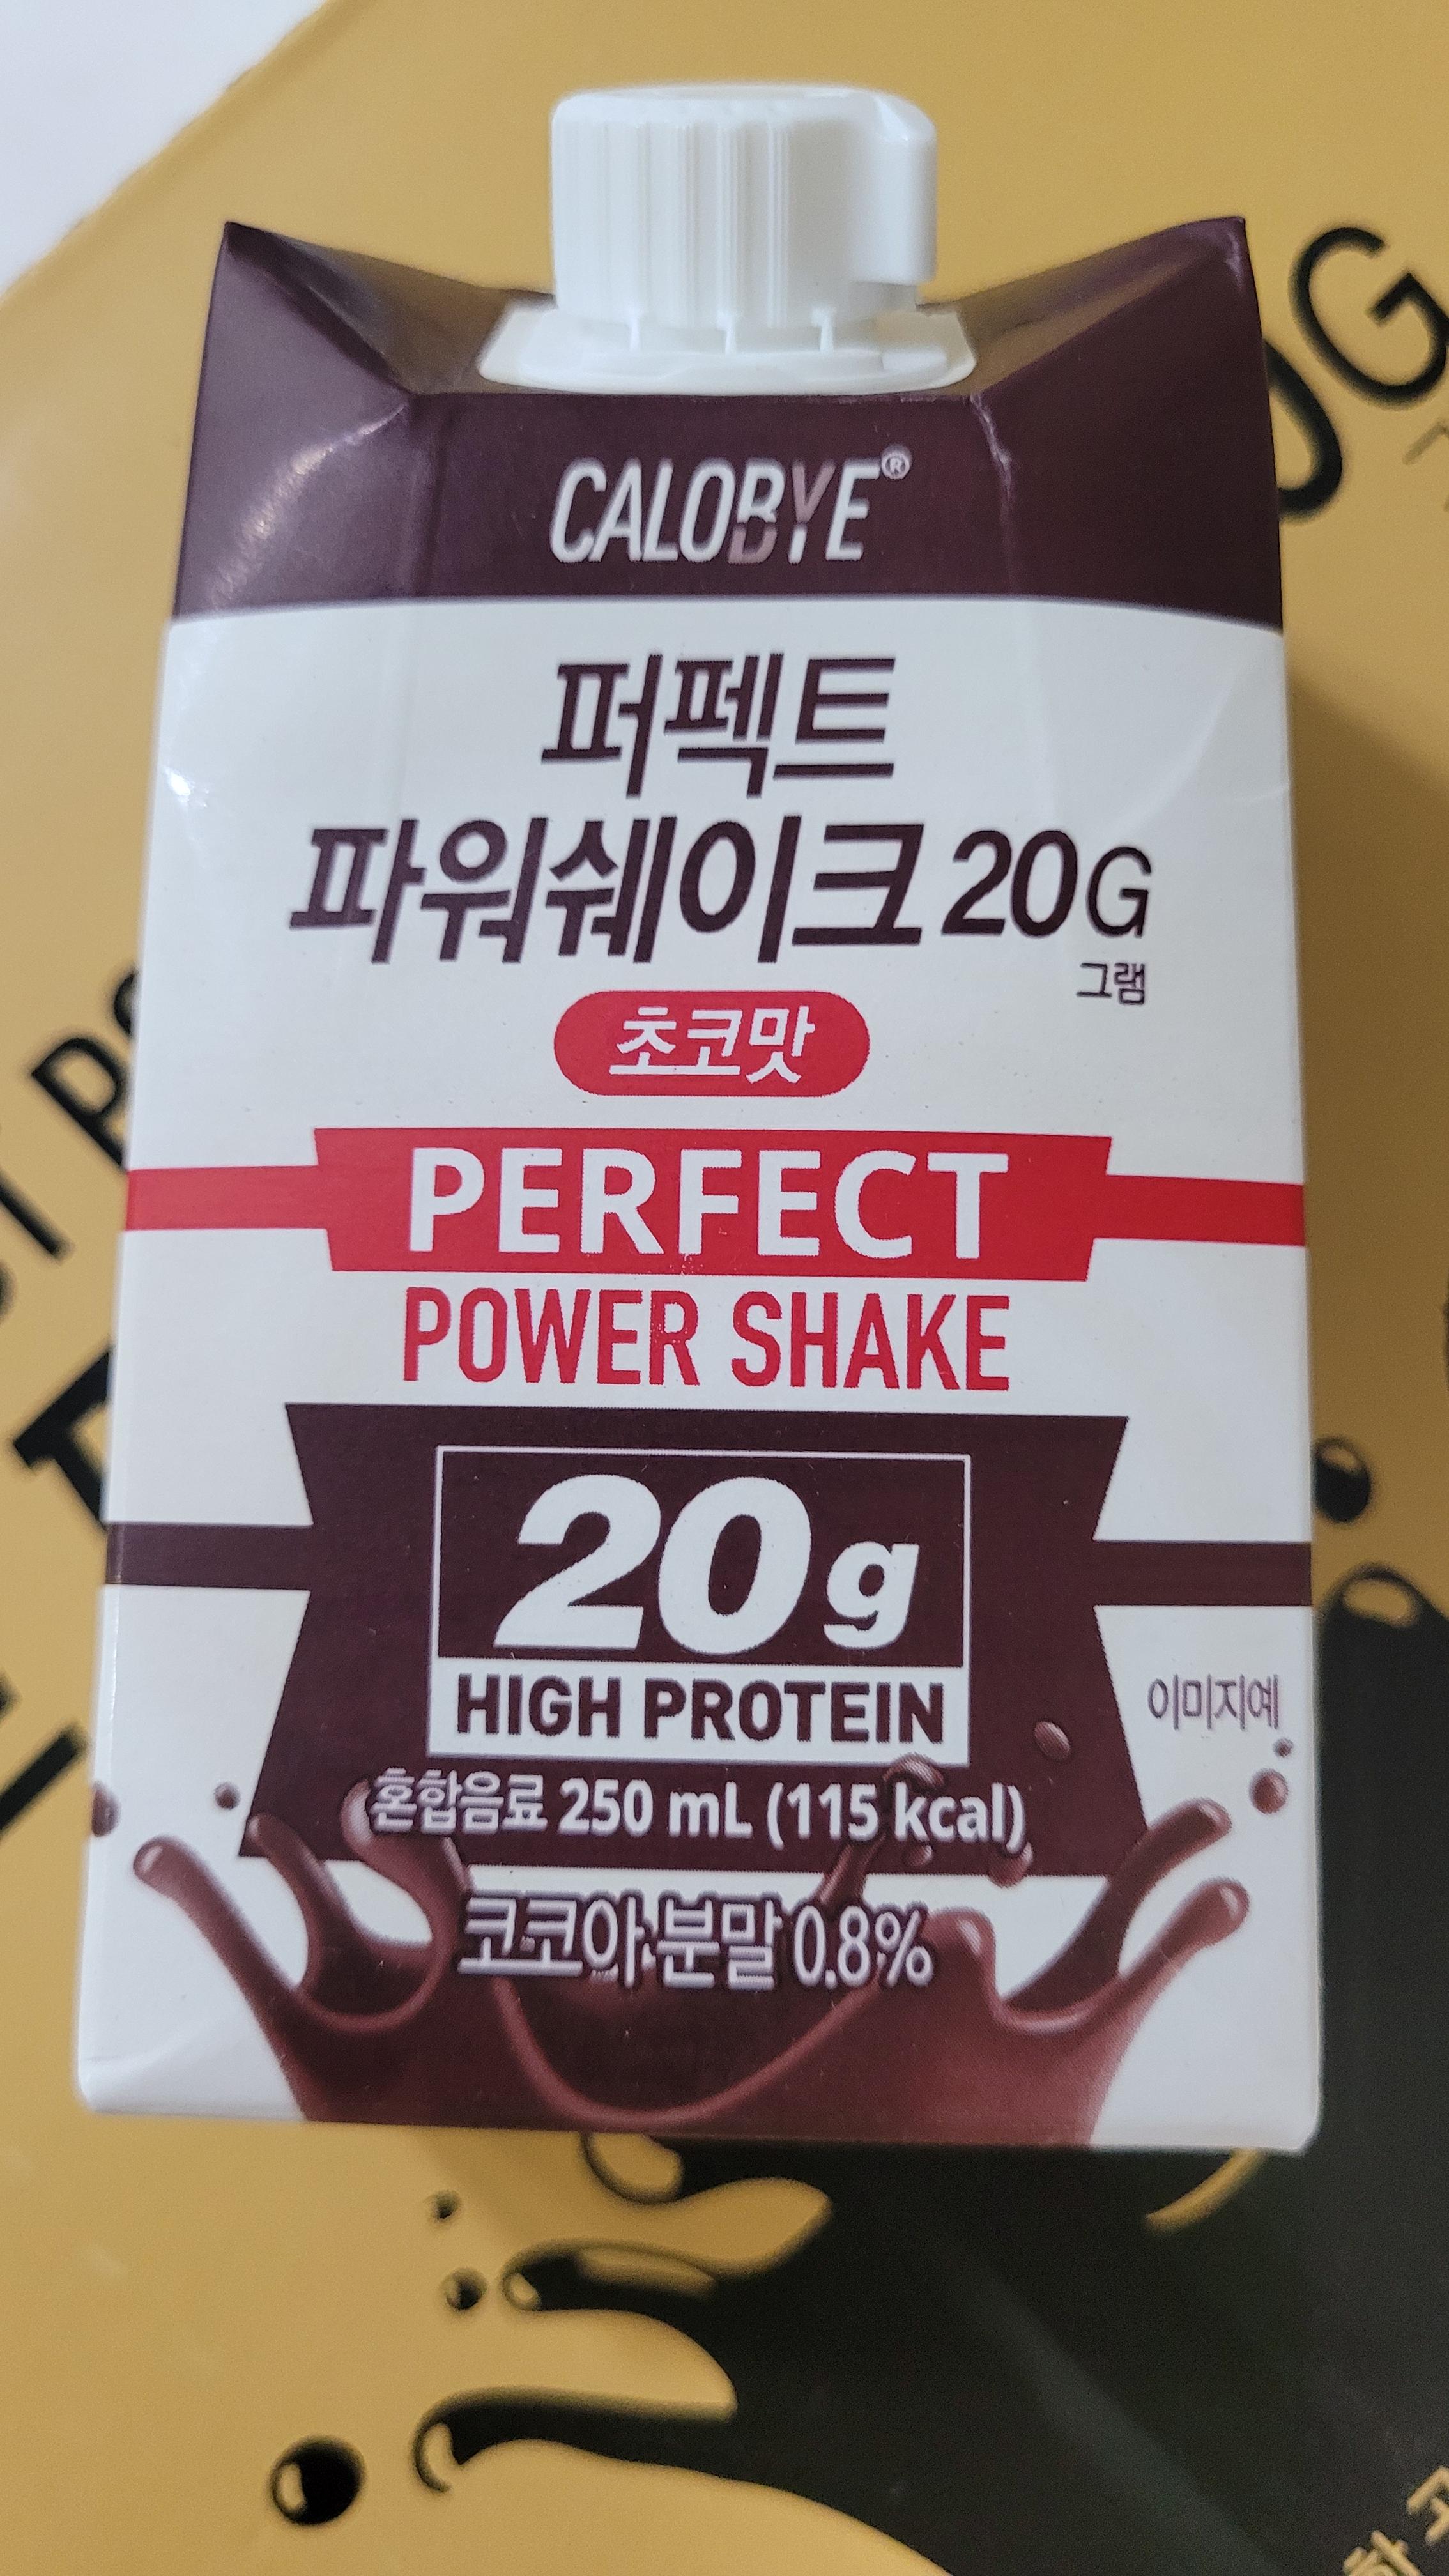 CALOBYE®
퍼펙트
파워쉐이크 20G
그램
초코맛
PERFECT
POWER SHAKE
20g
HIGH PROTEIN
이미지예
혼합음료 250 mL (115 kcal)
코코아분말 0.8%